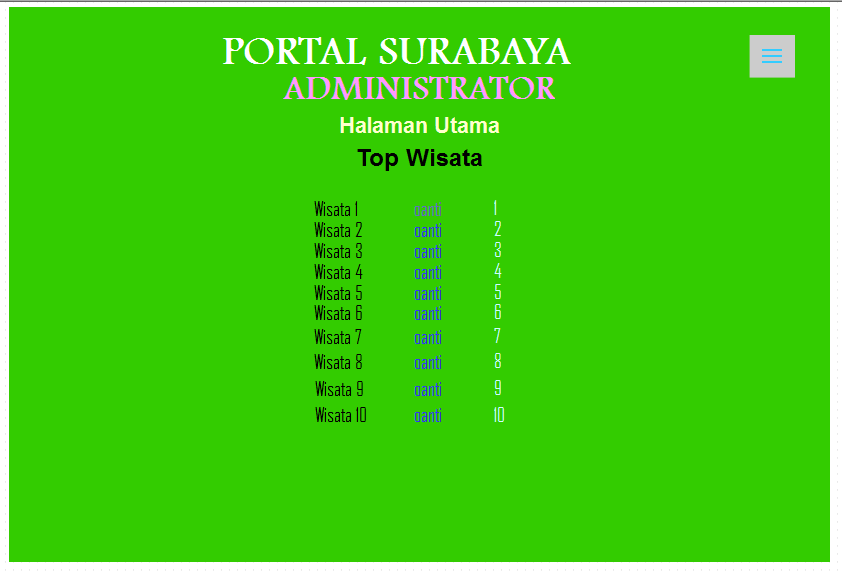 PORTAL SURABAYA
ADMINISTRATOR
Halaman Utama
Top Wisata
Wisata 1 ganti 1
Wisata 2 ganti 2
Wisata 3 ganti 3
Wisata 4 ganti 4
Wisata 5 ganti 5
Wisata 6 ganti 6
Wisata 7 ganti 7
Wisata 8 ganti 8
Wisata 9 ganti 9
Wisata 10 ganti 10